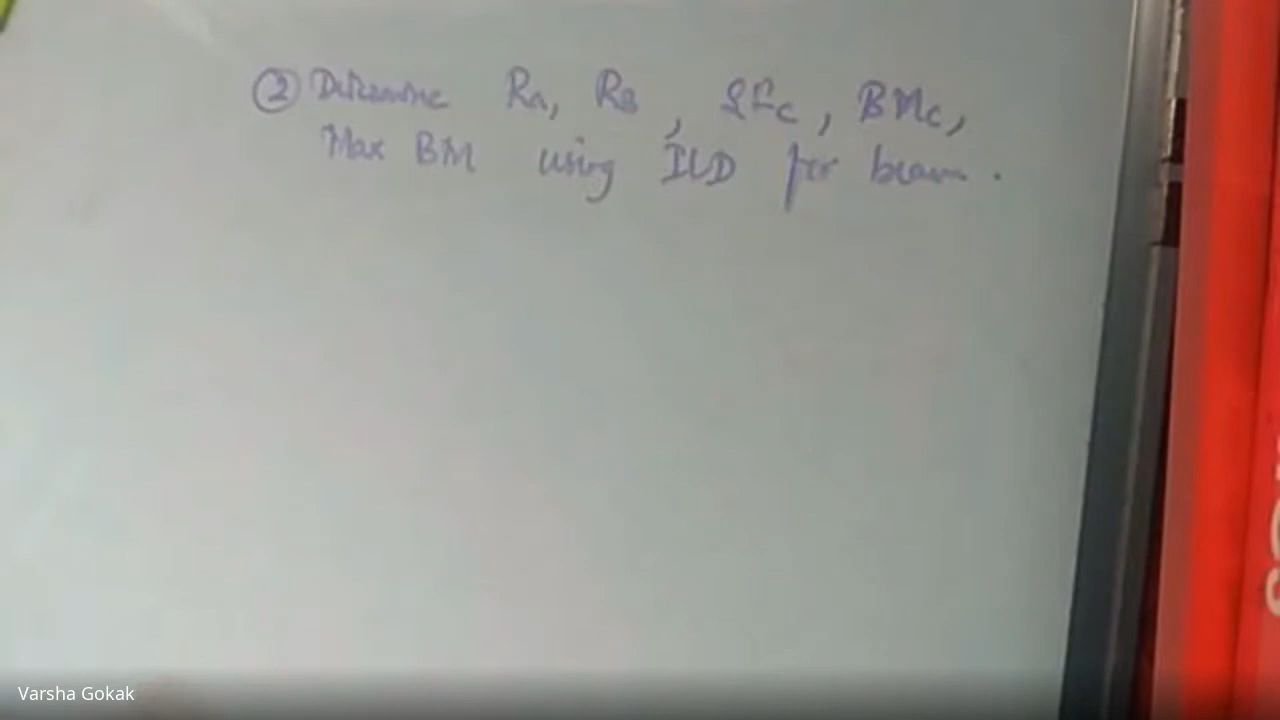 ② Determine RA, RB, SFC, BMC,
Max BM using ILD for beam.
Varsha Gokak